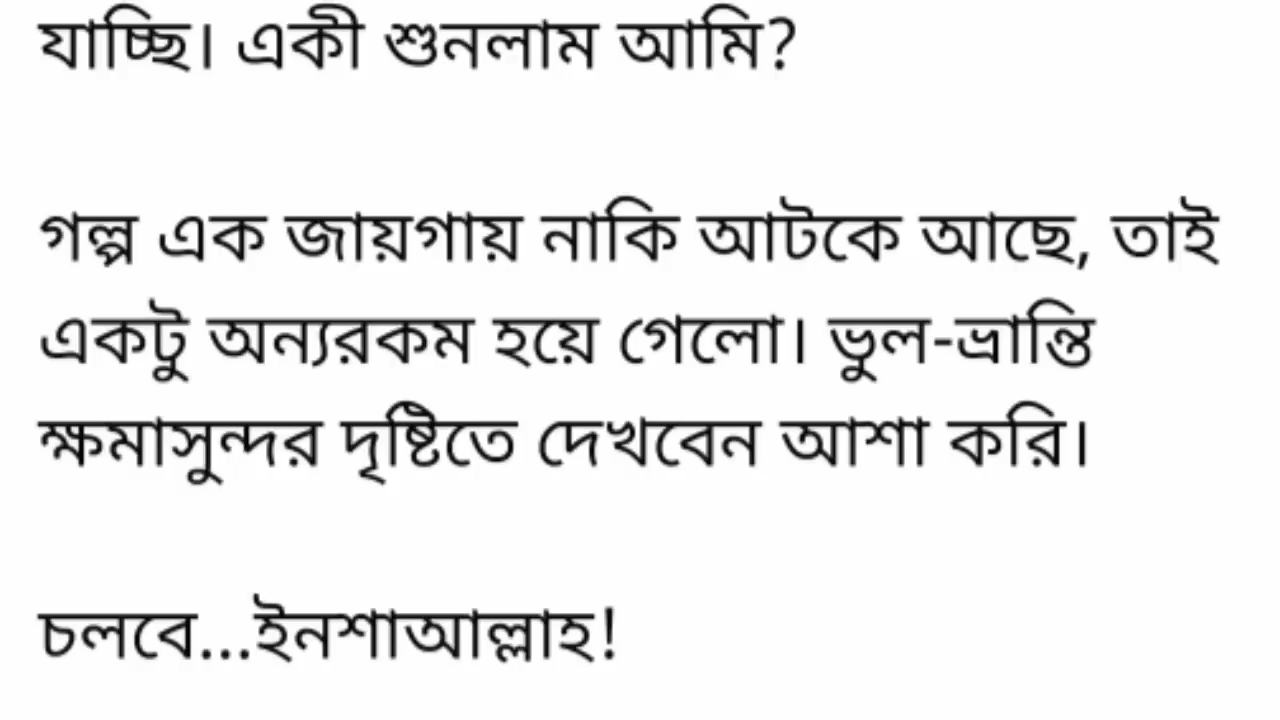 যাচ্ছি। একী শুনলাম আমি?
গল্প এক জায়গায় নাকি আটকে আছে, তাই
একটু অন্যরকম হয়ে গেলো। ভুল-ভ্রান্তি
ক্ষমাসুন্দর দৃষ্টিতে দেখবেন আশা করি।
চলবে...ইনশাআল্লাহ!